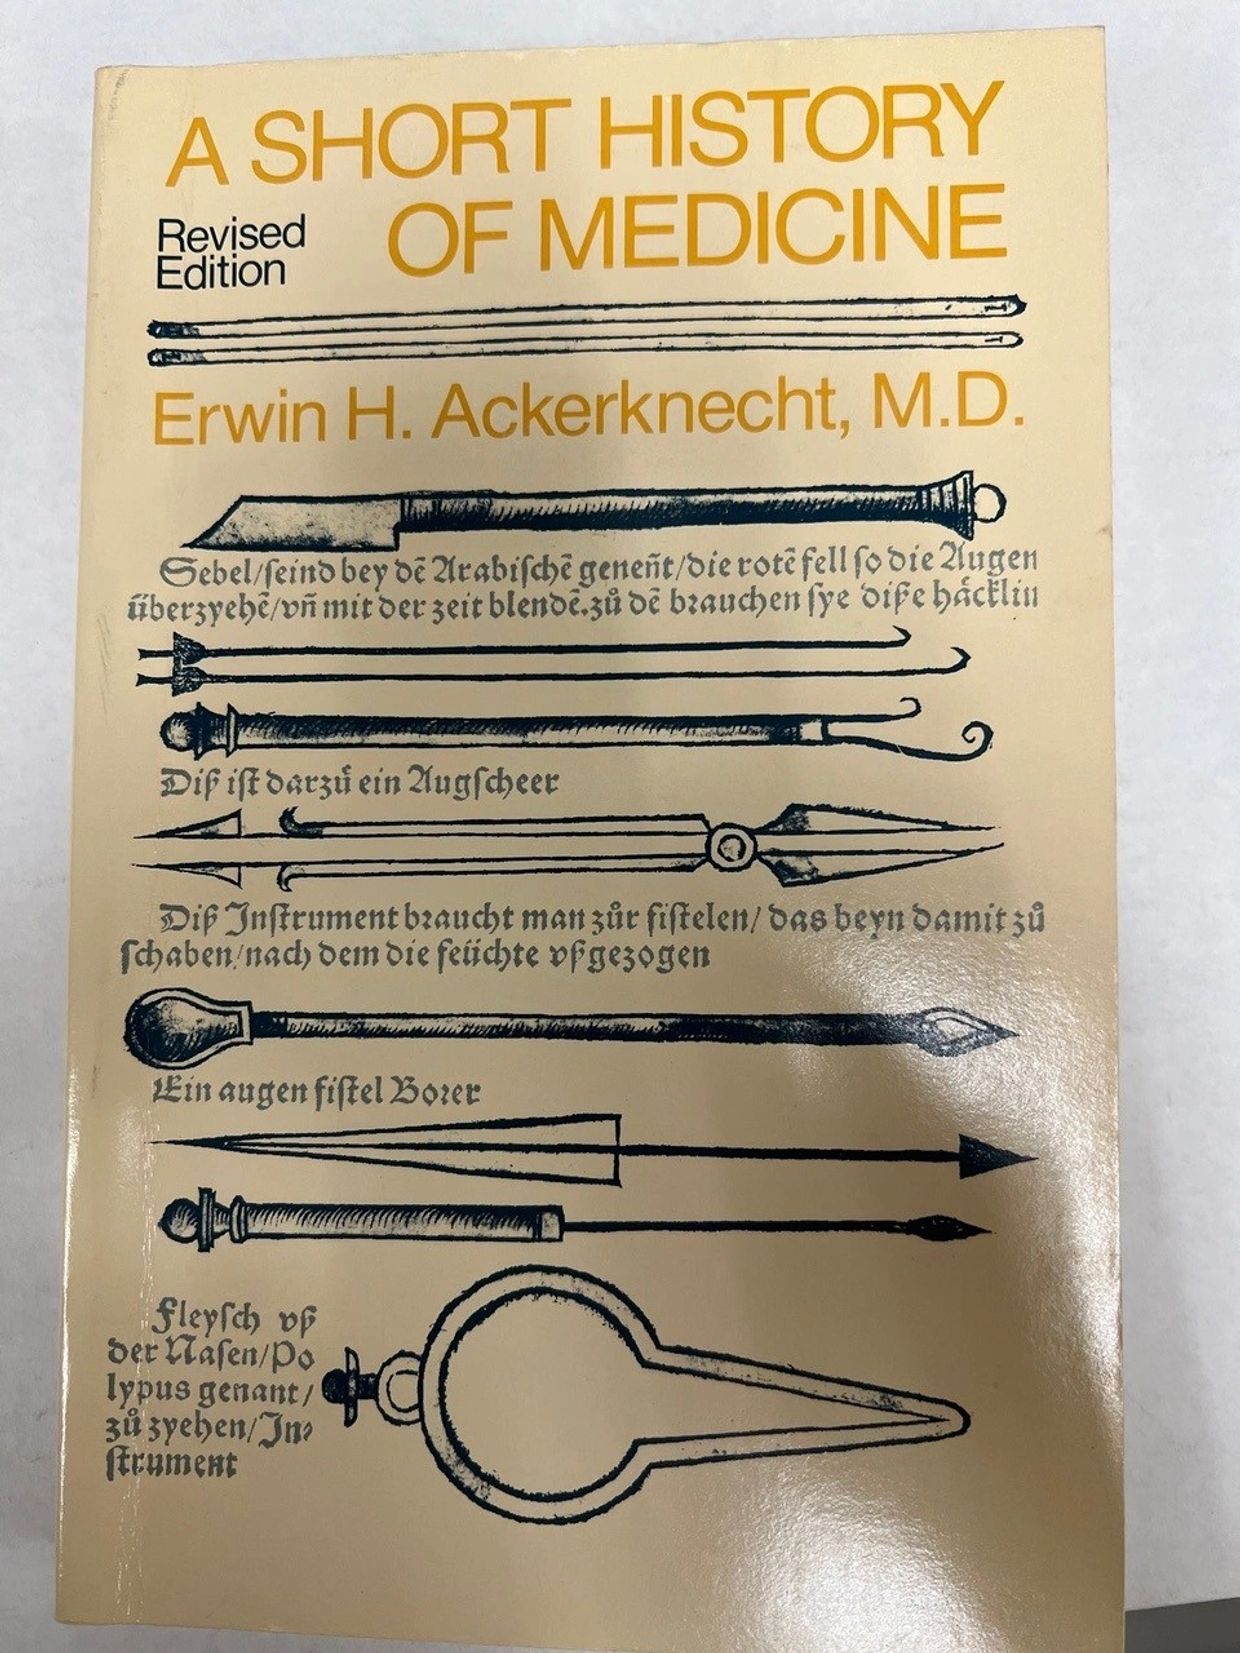 A SHORT HISTORY
OF MEDICINE
Revised
Edition
Erwin H. Ackerknecht, M.D.
Sebel/seind bey dē Arabischē geneñt/die rotē fell so die Augen
überzyehē/vñ mit der zeit blendē.zů dē brauchen sye diße häcklin
Diß ist darzů ein Augscheer
Diß Instrument braucht man zůr fistelen/ das beyn damit zů
schaben/nach dem die feüchte vßgezogen
Ein augen fistel Borer
Fleysch vß
der Nasen/Po
lypus genant/
zů zyehen/In⸗
strument